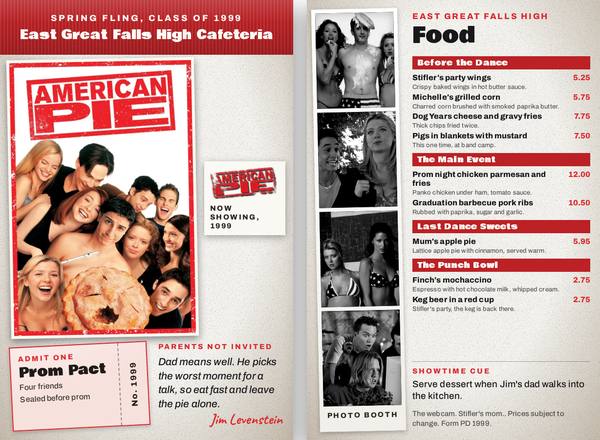 SPRING FLING, CLASS OF 1999
East Great Falls High Cafeteria
AMERICAN
PIE
AMERICAN
PIE
NOW
SHOWING,
1999
ADMIT ONE
Prom Pact
Four friends
Sealed before prom
No. 1999
PARENTS NOT INVITED
Dad means well. He picks
the worst moment for a
talk, so eat fast and leave
the pie alone.
Jim Levenstein
PHOTO BOOTH
EAST GREAT FALLS HIGH
Food
Before the Dance
Stifler's party wings 5.25
Crispy baked wings in hot butter sauce.
Michelle's grilled corn 5.75
Charred corn brushed with smoked paprika butter.
Dog Years cheese and gravy fries 7.75
Thick chips fried twice.
Pigs in blankets with mustard 7.50
This one time, at band camp.
The Main Event
Prom night chicken parmesan and 12.00
fries
Panko chicken under ham, tomato sauce.
Graduation barbecue pork ribs 10.50
Rubbed with paprika, sugar and garlic.
Last Dance Sweets
Mum's apple pie 5.95
Lattice apple pie with cinnamon, served warm.
The Punch Bowl
Finch's mochaccino 2.75
Espresso with hot chocolate milk, whipped cream.
Keg beer in a red cup 2.75
Stifler's party, the keg is back there.
SHOWTIME CUE
Serve dessert when Jim's dad walks into
the kitchen.
The webcam. Stifler's mom.. Prices subject to
change. Form PD 1999.